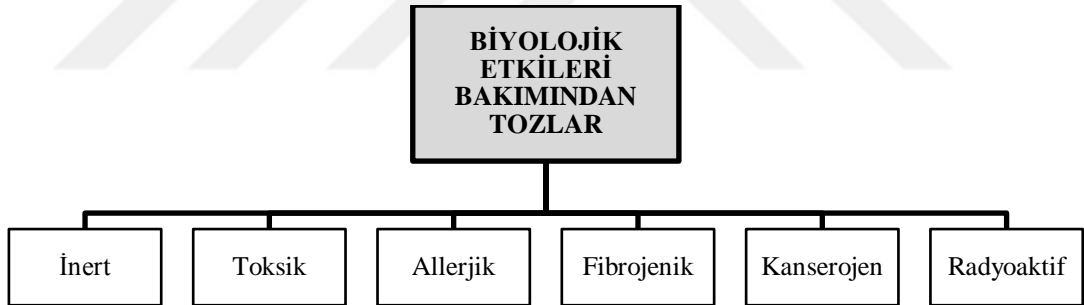 BİYOLOJİK
ETKİLERİ
BAKIMINDAN
TOZLAR
İnert
Toksik
Allerjik
Fibrojenik
Kanserojen
Radyoaktif